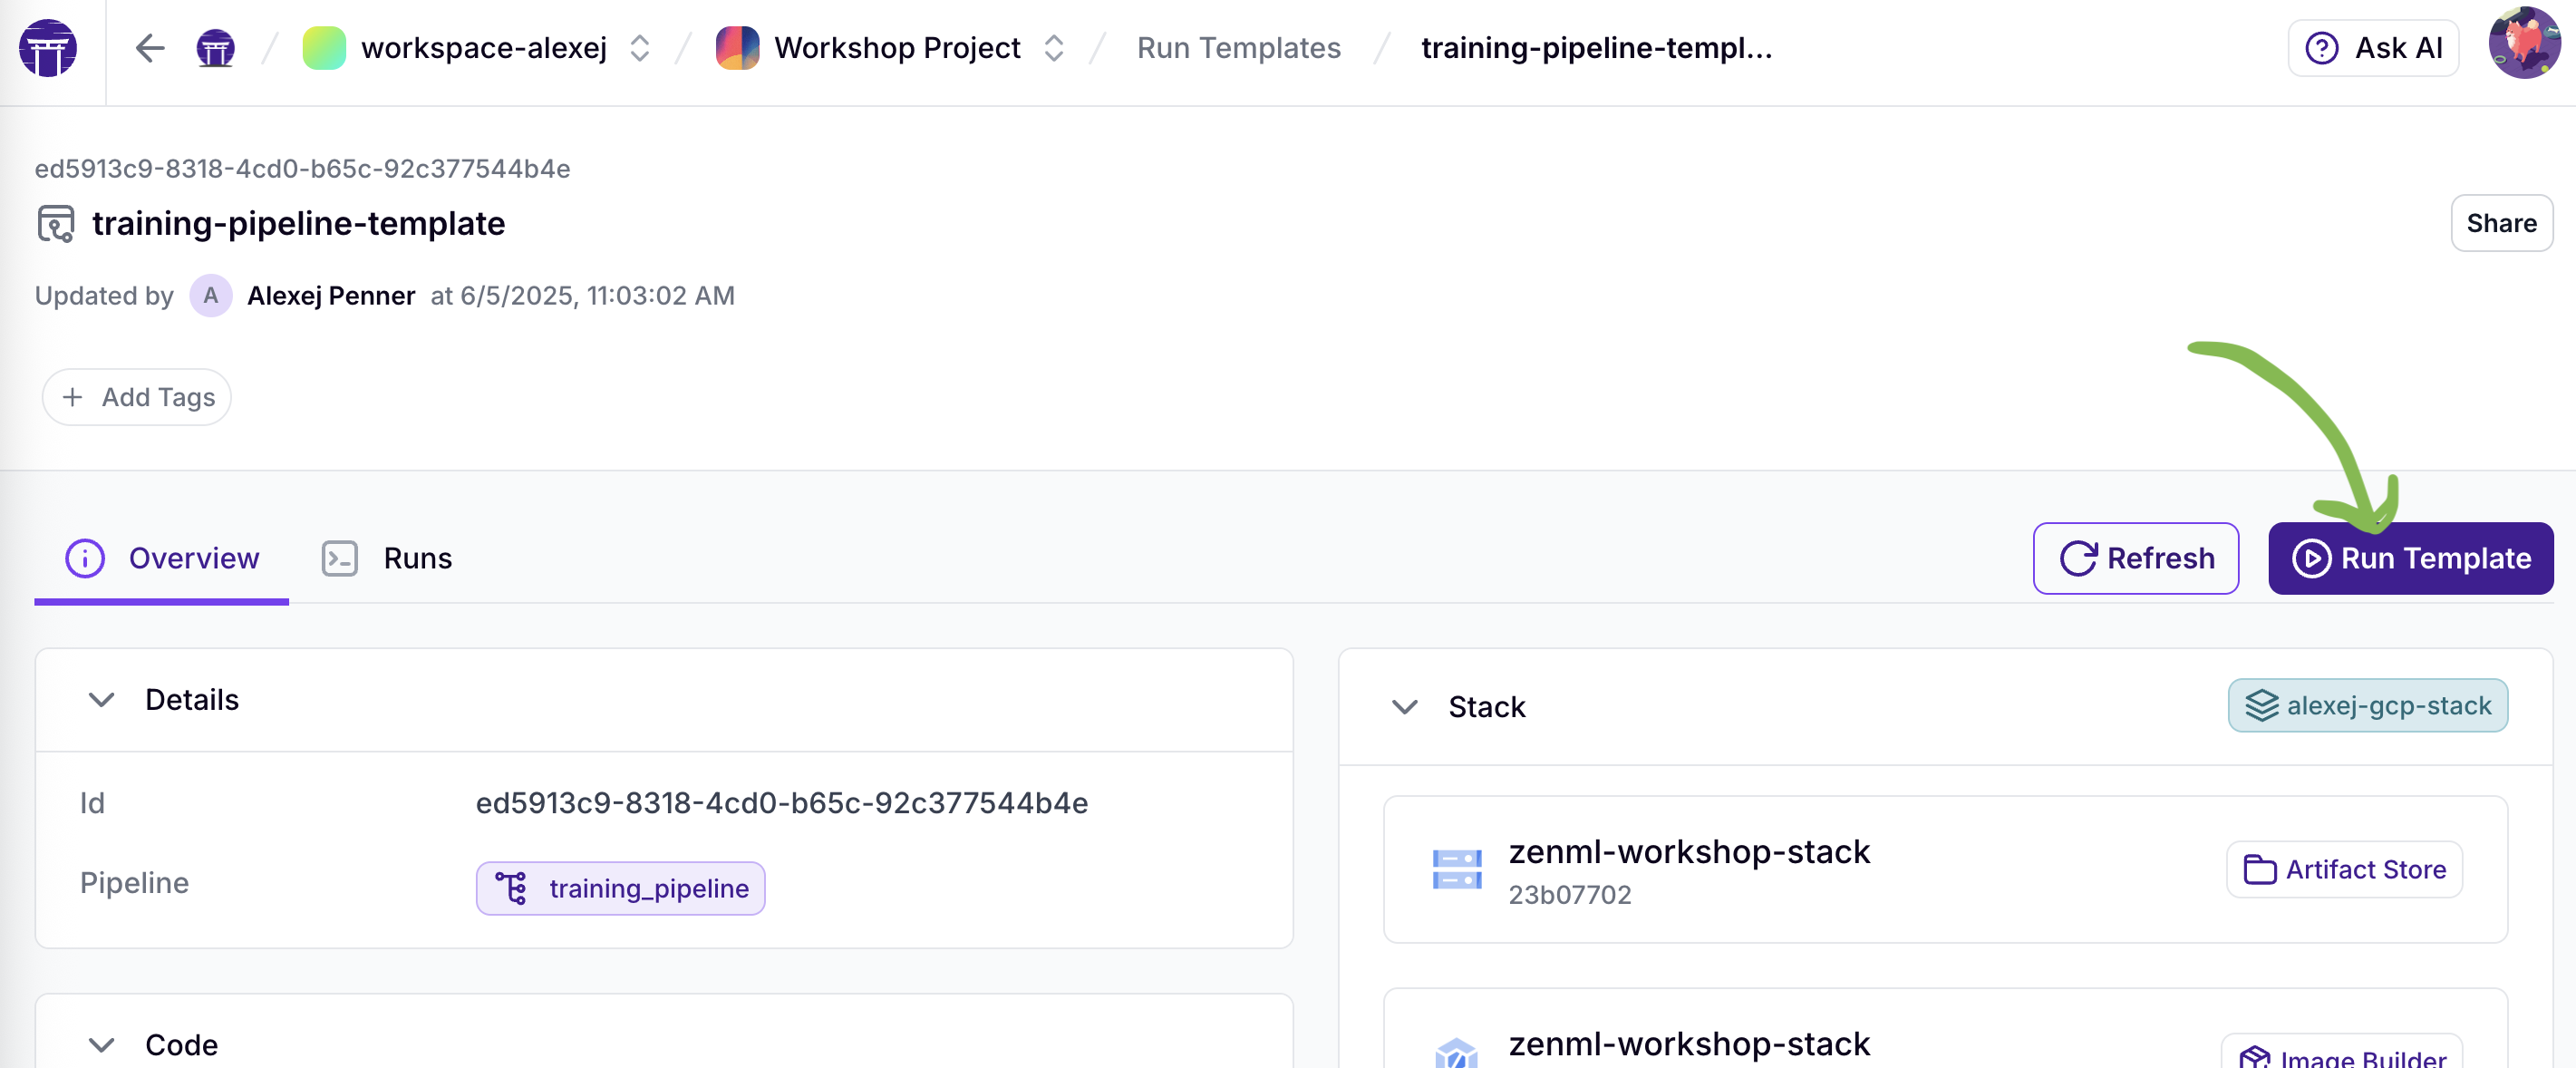 workspace-alexej / Workshop Project / Run Templates / training-pipeline-templ... Ask AI
ed5913c9-8318-4cd0-b65c-92c377544b4e
training-pipeline-template
Share
Updated by A Alexej Penner at 6/5/2025, 11:03:02 AM
+ Add Tags
Overview Runs Refresh Run Template
Details
Id ed5913c9-8318-4cd0-b65c-92c377544b4e
Pipeline training_pipeline
Code
Stack alexej-gcp-stack
zenml-workshop-stack
23b07702
Artifact Store
zenml-workshop-stack
Image Builder